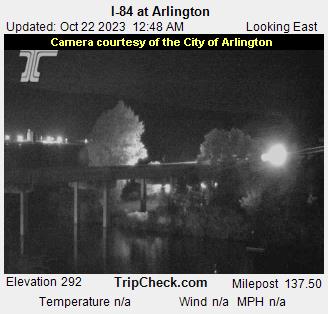 I-84 at Arlington
Updated: Oct 22 2023 12:48 AM Looking East
Camera courtesy of the City of Arlington
Elevation 292 TripCheck.com Milepost 137.50
Temperature n/a Wind n/a MPH n/a